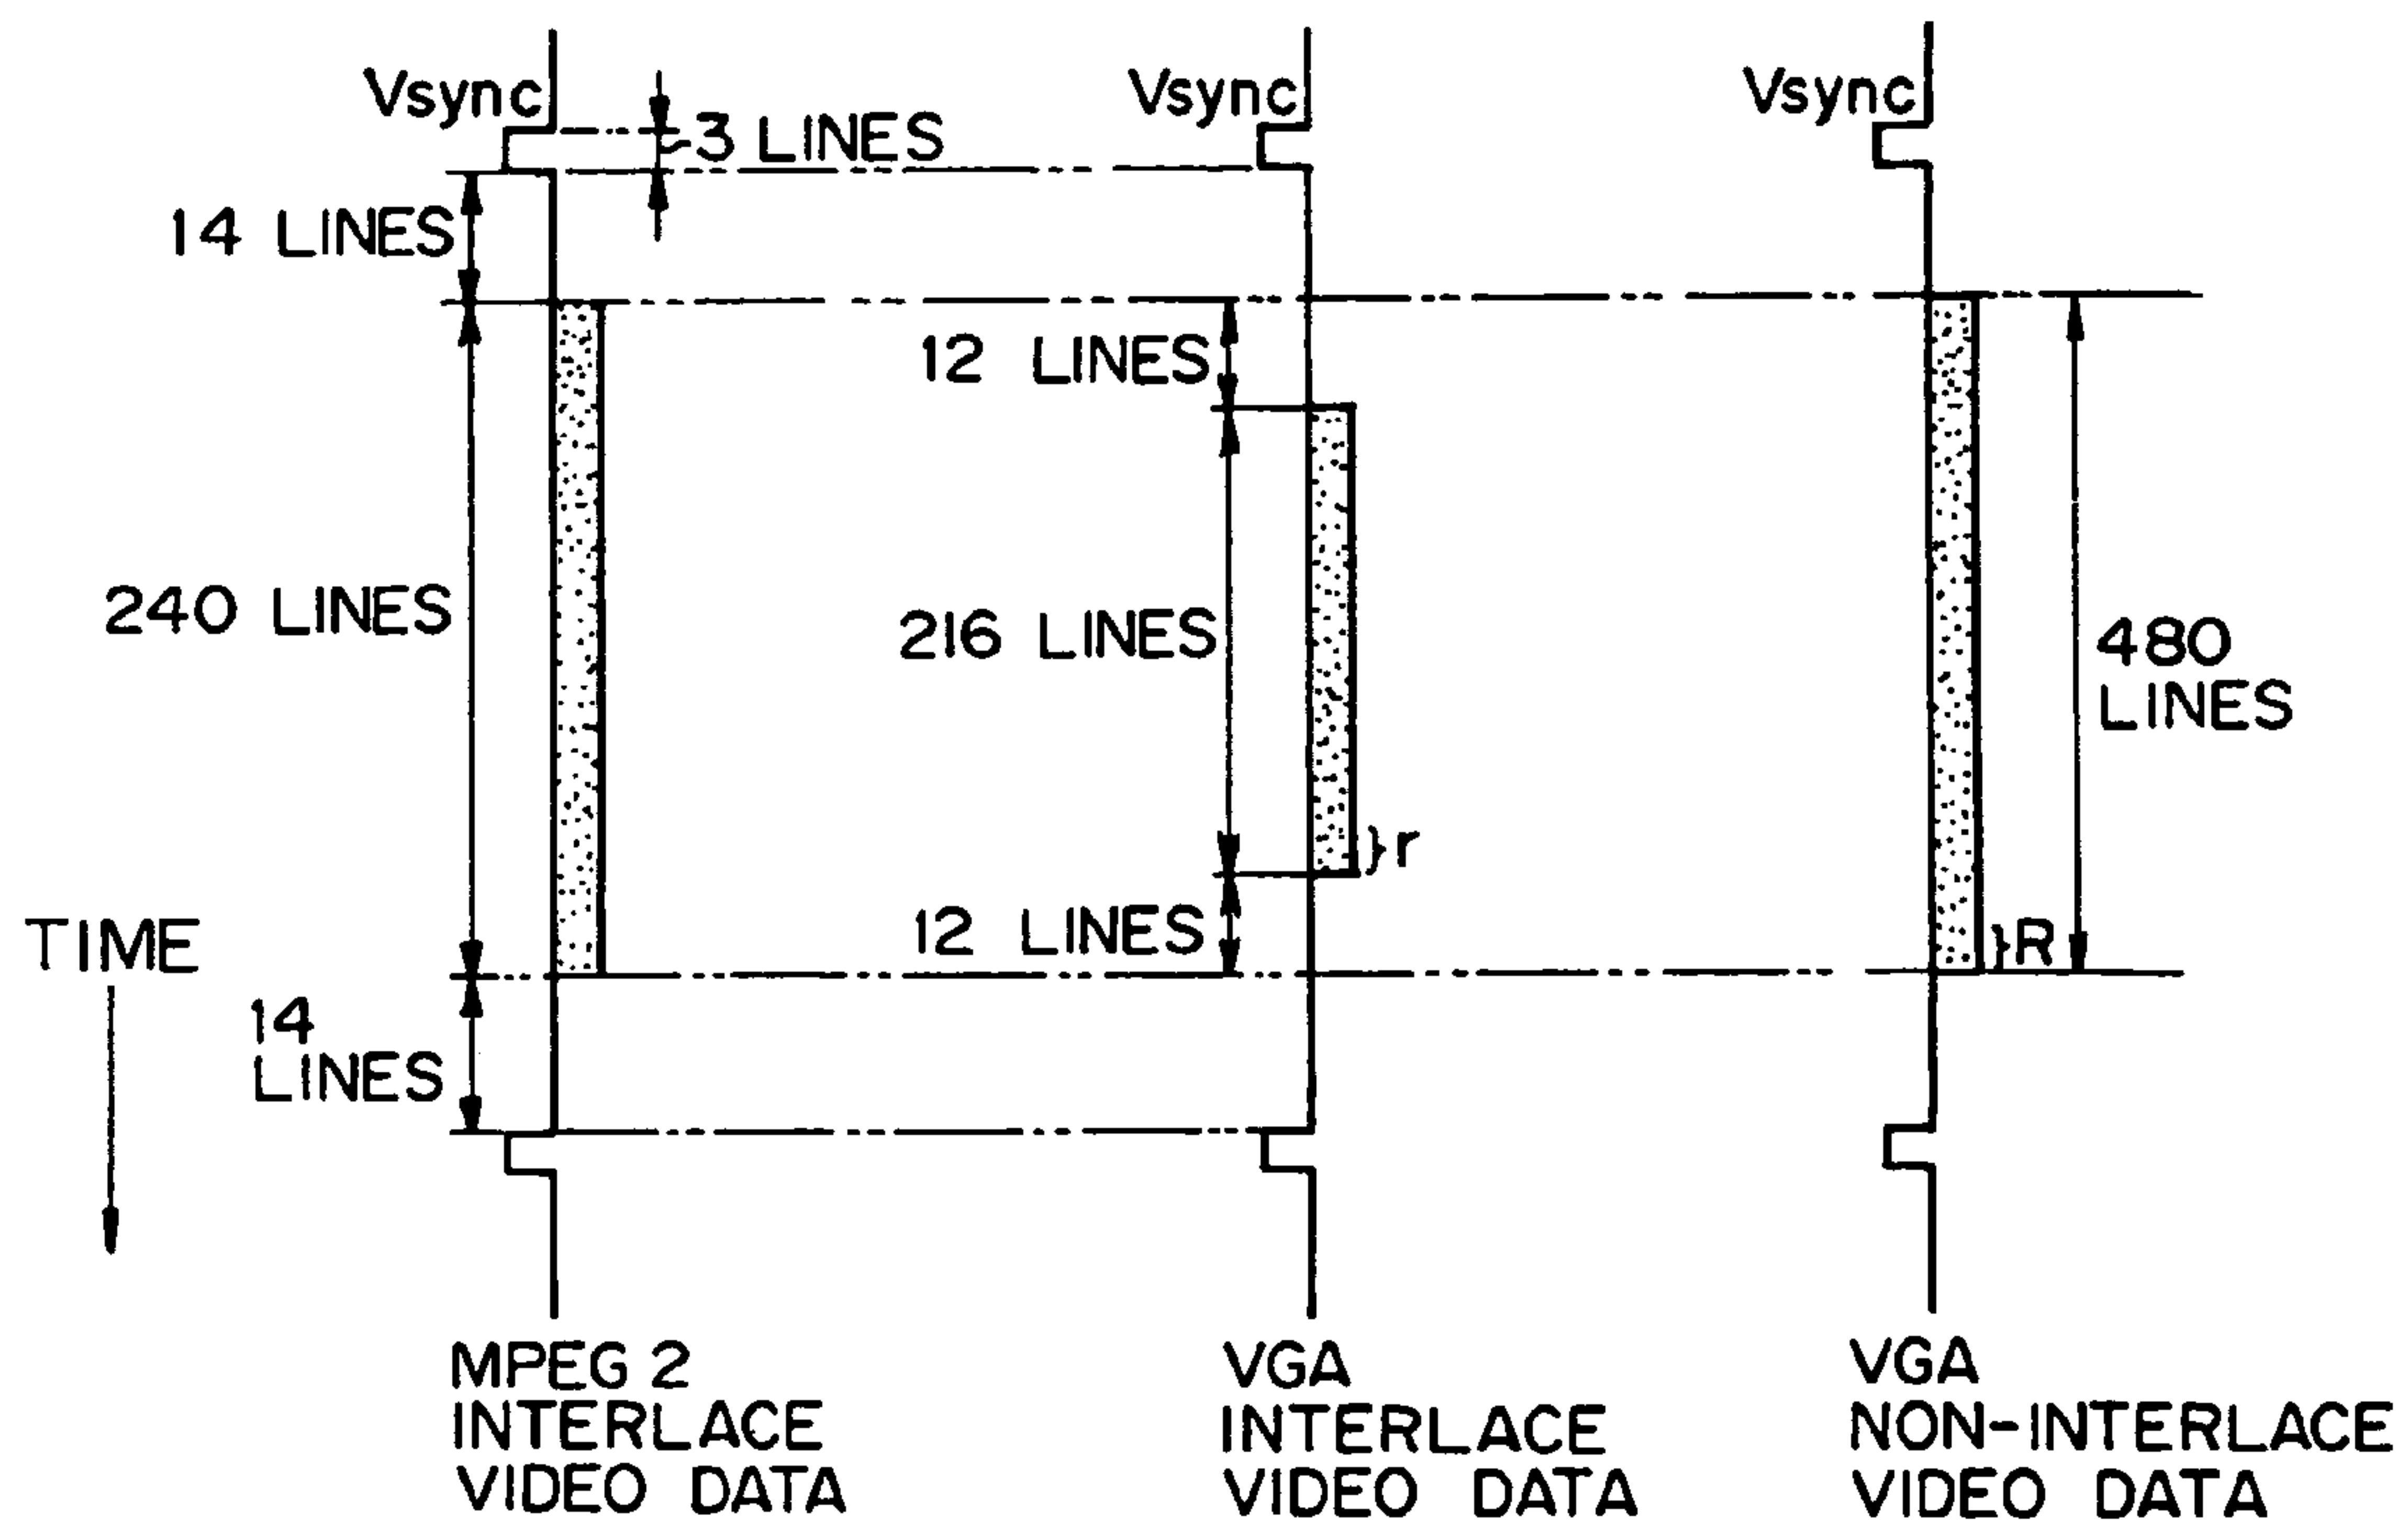 Vsync
Vsync
Vsync
3 LINES
14 LINES
12 LINES
240 LINES
216 LINES
480
LINES
}r
12 LINES
}R
TIME
14
LINES
MPEG 2
INTERLACE
VIDEO DATA
VGA
INTERLACE
VIDEO DATA
VGA
NON-INTERLACE
VIDEO DATA